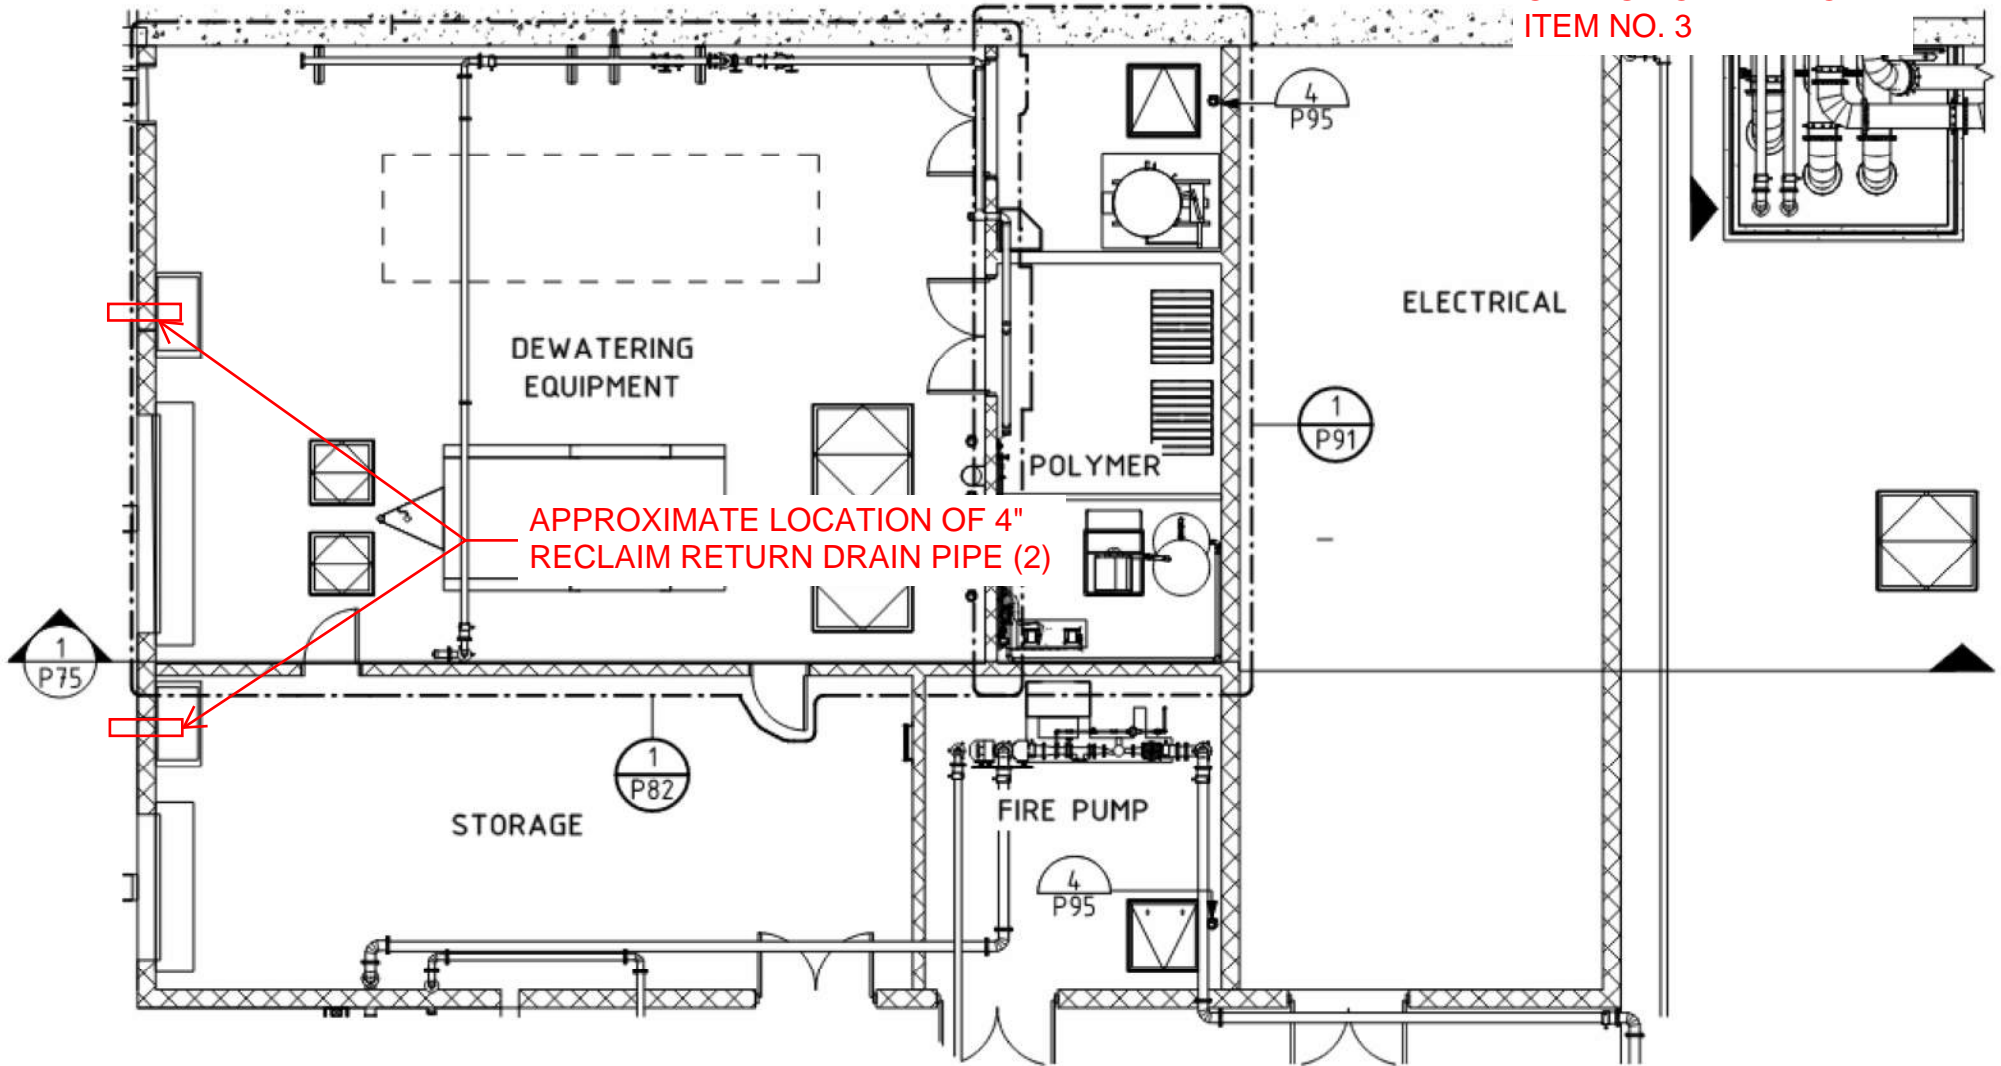 ITEM NO. 3
4
P95
ELECTRICAL
DEWATERING
EQUIPMENT
1
P91
POLYMER
APPROXIMATE LOCATION OF 4"
RECLAIM RETURN DRAIN PIPE (2)
1
P75
1
P82
STORAGE
FIRE PUMP
4
P95